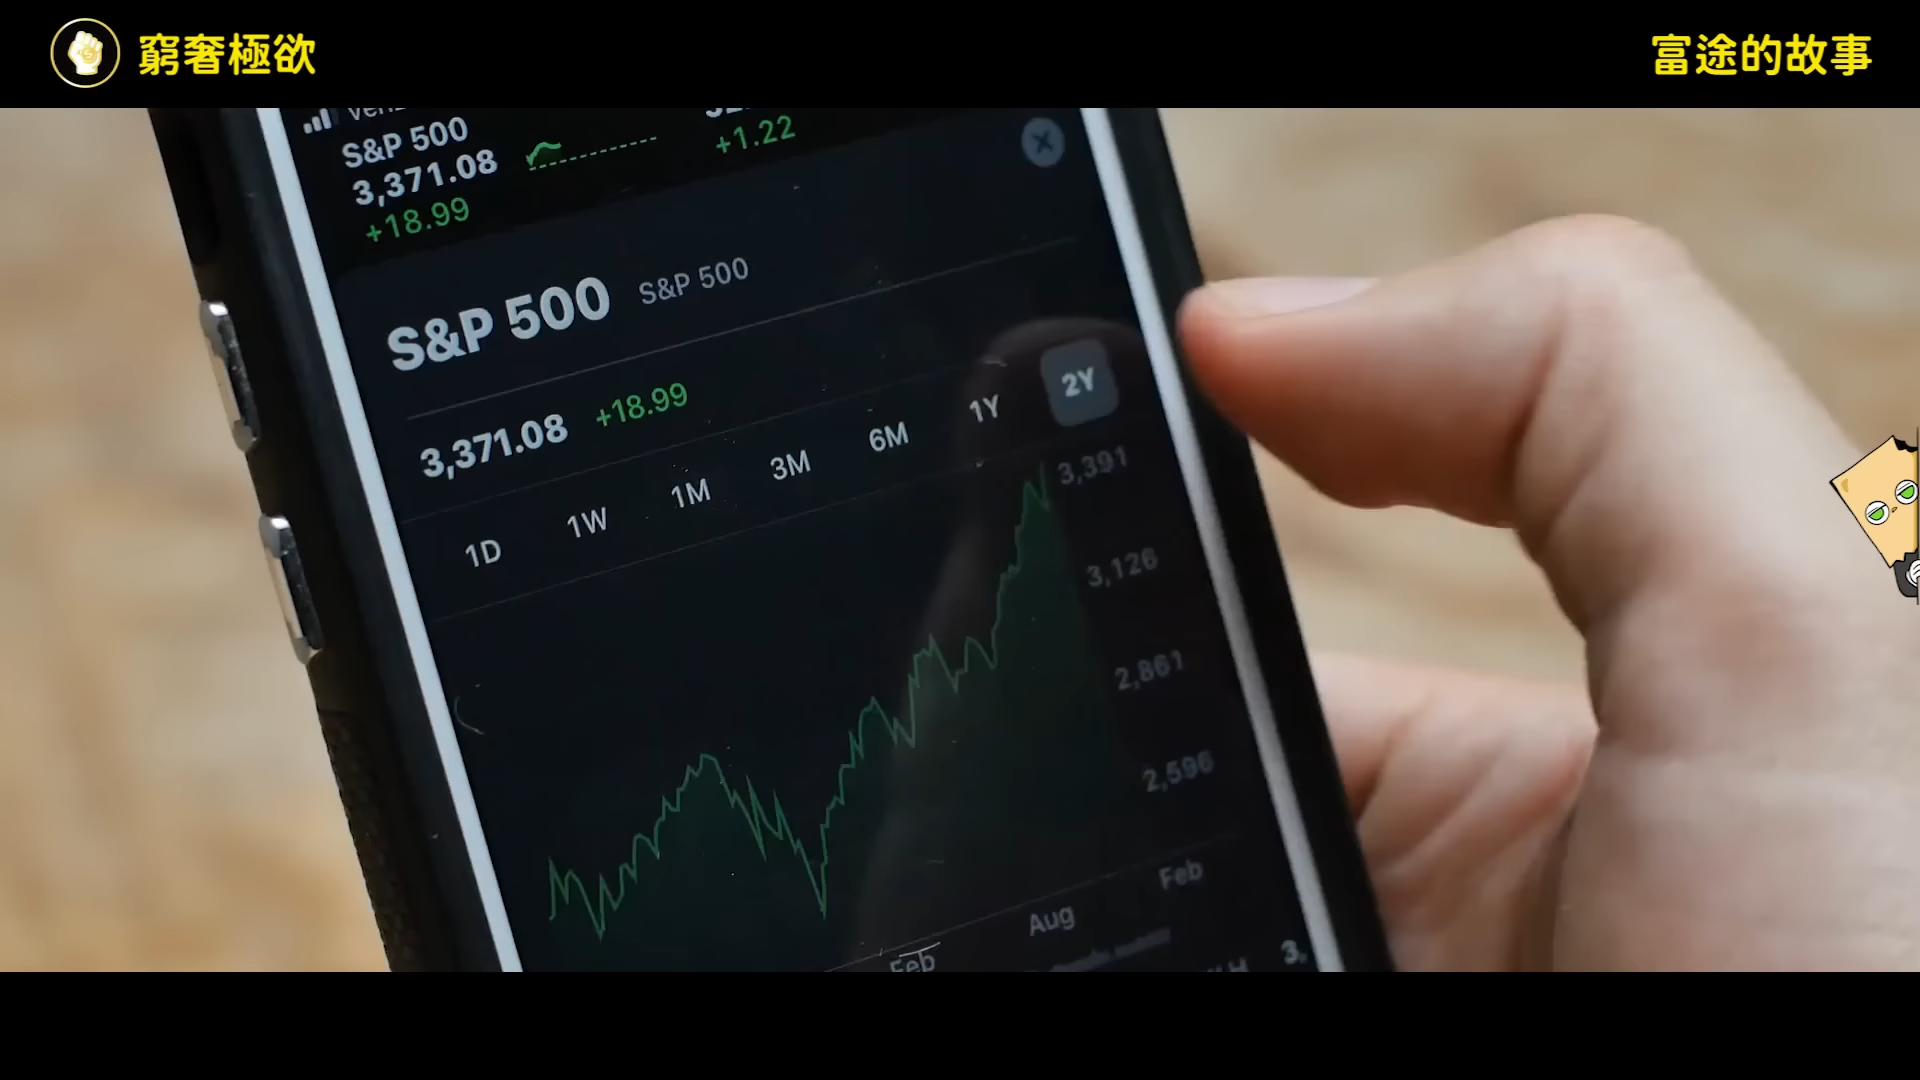 窮奢極欲
富途的故事
S&P 500
3,371.08
+18.99
+1.22
S&P 500 S&P 500
3,371.08 +18.99
1D 1W 1M 3M 6M 1Y 2Y
3,391
3,126
2,861
2,596
Feb Aug Feb